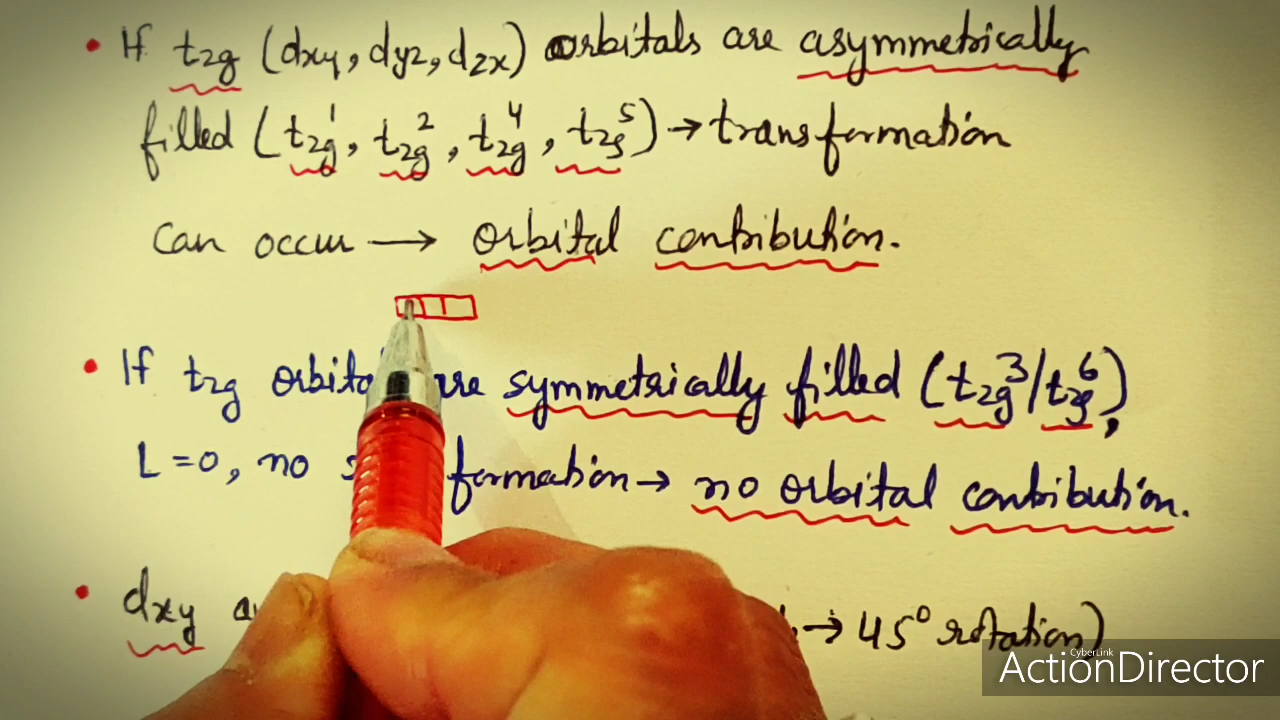 • If t2g (dxy, dyz, dzx) orbitals are asymmetrically
filled (t2g¹, t2g², t2g⁴, t2g⁵) → transformation
can occur → orbital contribution.
• If t2g are symmetrically filled (t2g³/t2g⁶),
L = 0, no formation → no orbital contribution.
• dxy → 45° rotation)
CyberLink
ActionDirector